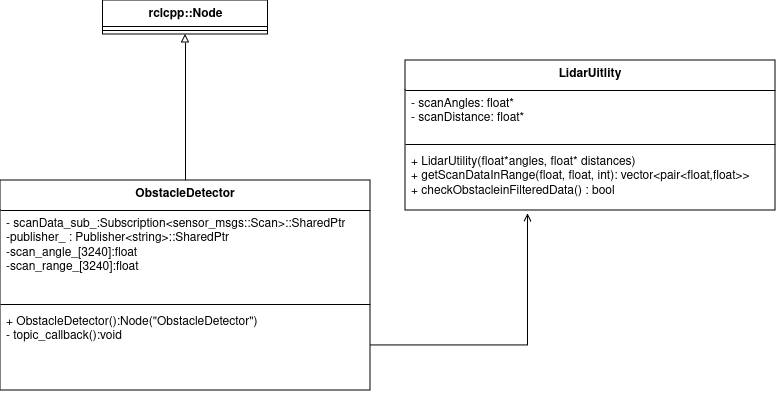 rclcpp::Node
LidarUitlity
- scanAngles: float*
- scanDistance: float*
+ LidarUtility(float*angles, float* distances)
+ getScanDataInRange(float, float, int): vector<pair<float,float>>
+ checkObstacleinFilteredData() : bool
ObstacleDetector
- scanData_sub_:Subscription<sensor_msgs::Scan>::SharedPtr
-publisher_ : Publisher<string>::SharedPtr
-scan_angle_[3240]:float
-scan_range_[3240]:float
+ ObstacleDetector():Node("ObstacleDetector")
- topic_callback():void